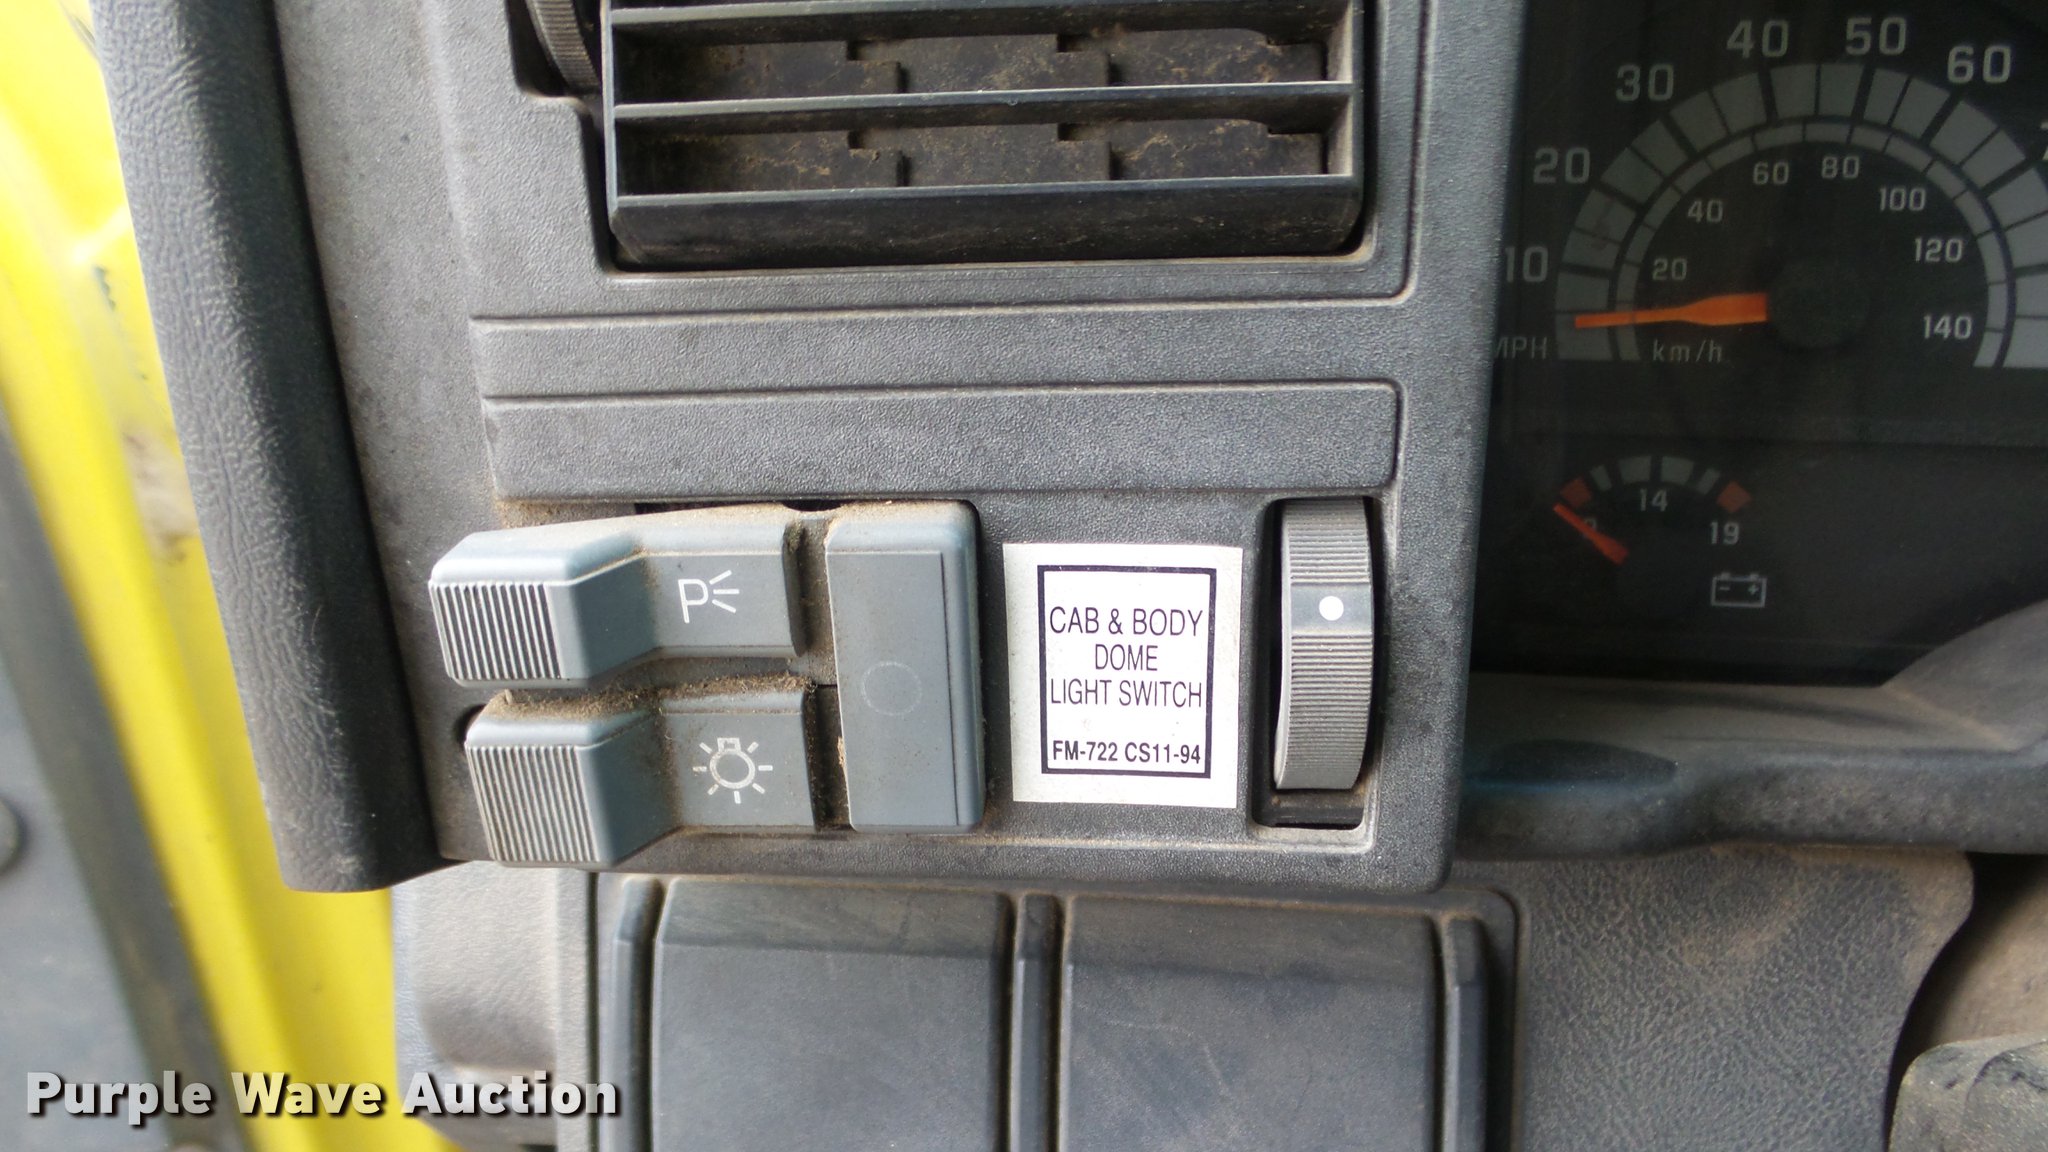 40 50
30 60
20
10
MPH
60 80
40 100
20 120
140
km/h
14
19
P
CAB & BODY
DOME
LIGHT SWITCH
FM-722 CS11-94
Purple Wave Auction